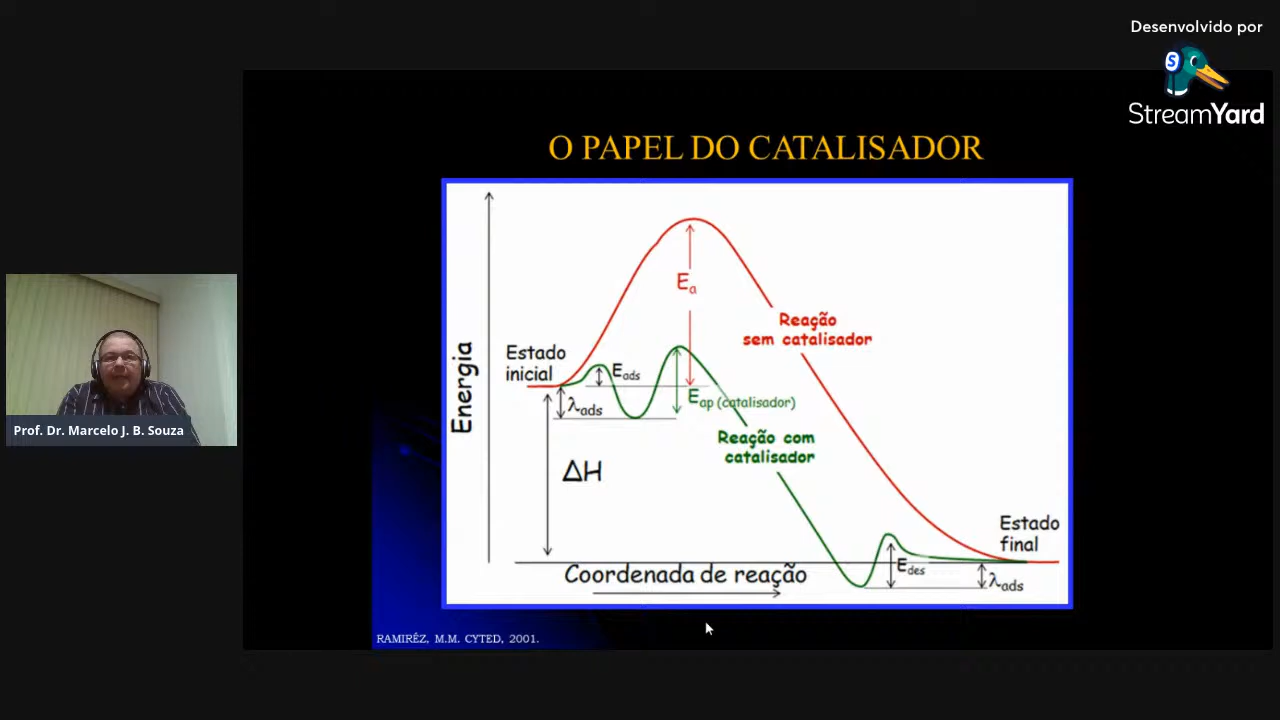 Desenvolvido por
StreamYard
O PAPEL DO CATALISADOR
Energia
Estado
inicial
Ea
Eads
λads
Eap (catalisador)
Reação
sem catalisador
Reação com
catalisador
ΔH
Estado
final
Edes
λads
Coordenada de reação
RAMIRÉZ, M.M. CYTED, 2001.
Prof. Dr. Marcelo J. B. Souza